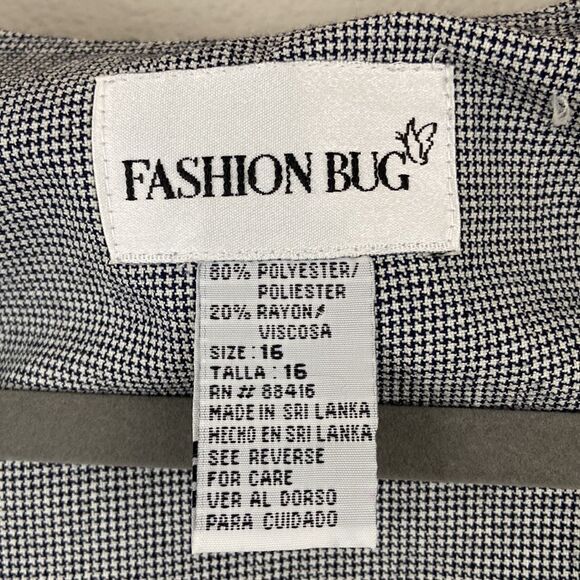 FASHION BUG
80% POLYESTER/
POLIESTER
20% RAYON/
VISCOSA
SIZE: 16
TALLA: 16
RN # 88416
MADE IN SRI LANKA
HECHO EN SRI LANKA
SEE REVERSE
FOR CARE
VER AL DORSO
PARA CUIDADO